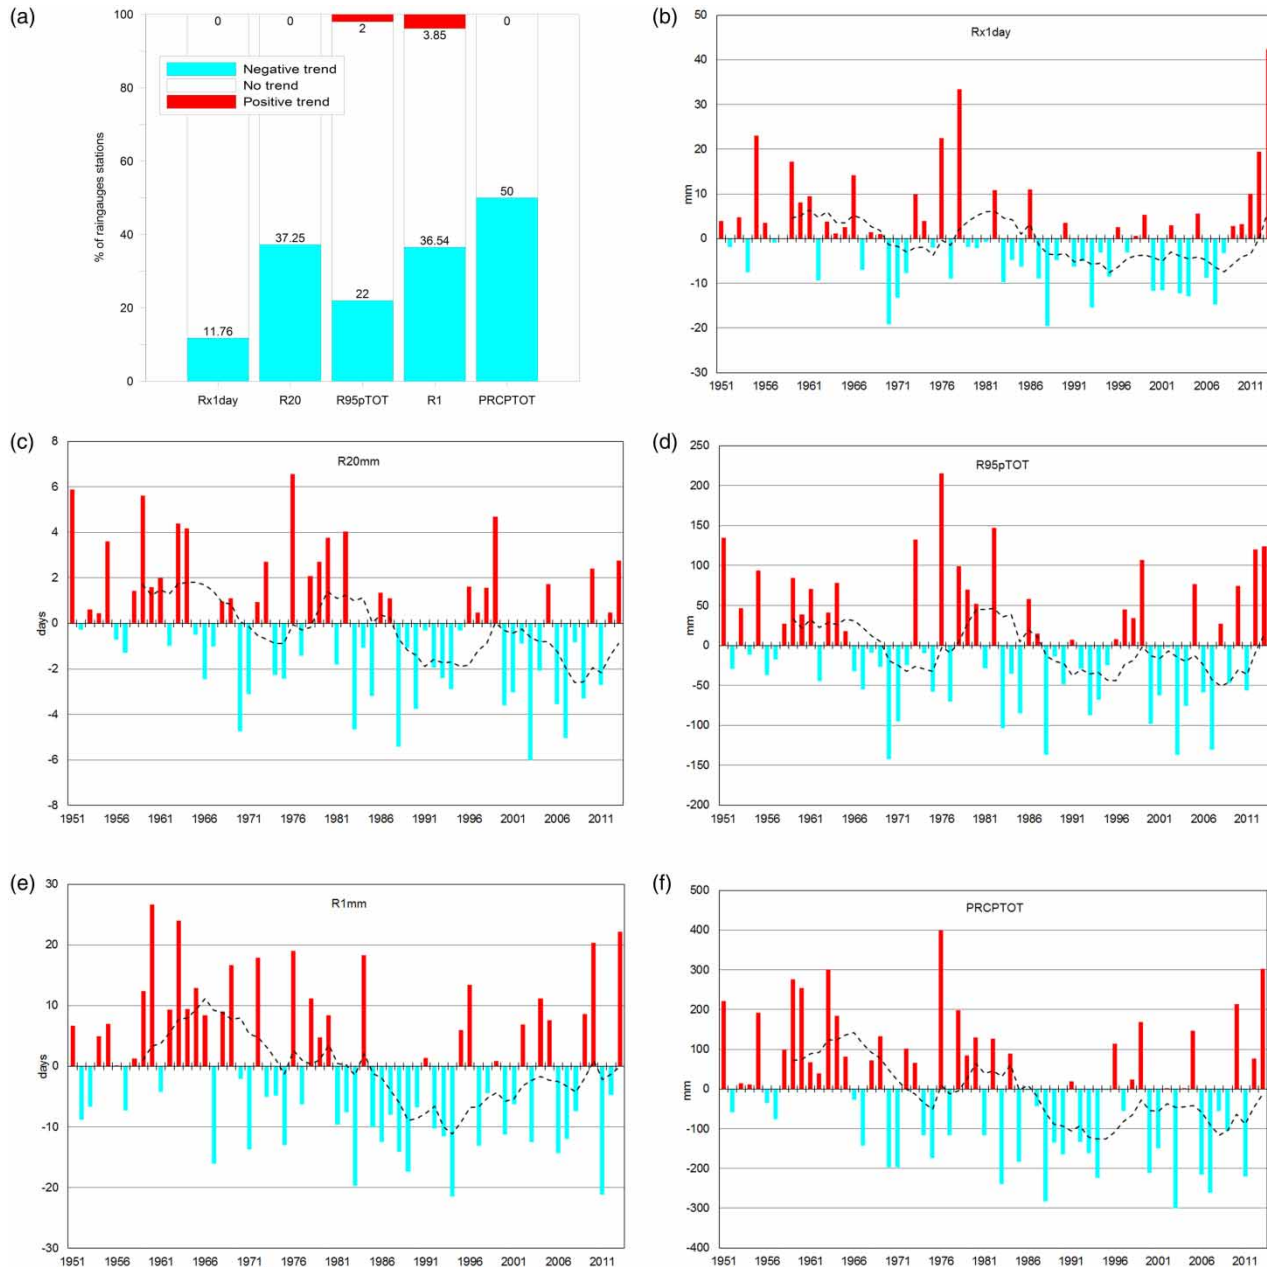 (a)
100
80
60
40
20
0
% of raingauges stations
0
0
2
3.85
0
Negative trend
No trend
Positive trend
11.76
37.25
22
36.54
50
Rx1day
R20
R95pTOT
R1
PRCPTOT
(b)
Rx1day
50
40
30
20
10
0
-10
-20
-30
mm
1951 1956 1961 1966 1971 1976 1981 1986 1991 1996 2001 2006 2011
(c)
R20mm
8
6
4
2
0
-2
-4
-6
-8
days
1951 1956 1961 1966 1971 1976 1981 1986 1991 1996 2001 2006 2011
(d)
R95pTOT
250
200
150
100
50
0
-50
-100
-150
-200
mm
1951 1956 1961 1966 1971 1976 1981 1986 1991 1996 2001 2006 2011
(e)
R1mm
30
20
10
0
-10
-20
-30
days
1951 1956 1961 1966 1971 1976 1981 1986 1991 1996 2001 2006 2011
(f)
PRCPTOT
500
400
300
200
100
0
-100
-200
-300
-400
mm
1951 1956 1961 1966 1971 1976 1981 1986 1991 1996 2001 2006 2011